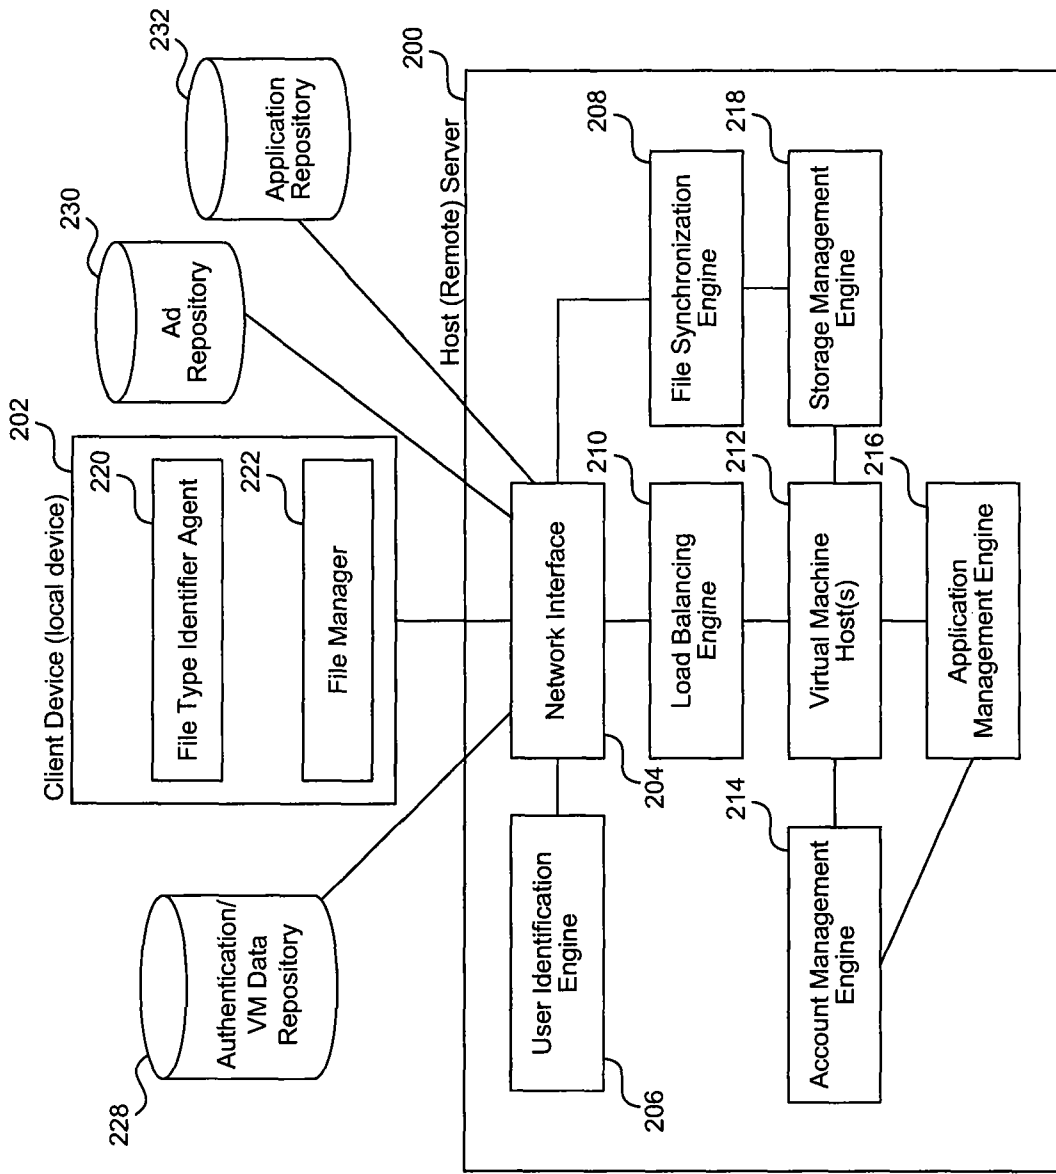 Client Device (local device)
202
File Type Identifier Agent
220
File Manager
222
Authentication/
VM Data
Repository
228
Ad
Repository
230
Application
Repository
232
Host (Remote) Server
200
User Identification
Engine
206
Network Interface
204
File Synchronization
Engine
208
Load Balancing
Engine
210
Account Management
Engine
214
Virtual Machine
Host(s)
212
Storage Management
Engine
218
Application
Management Engine
216